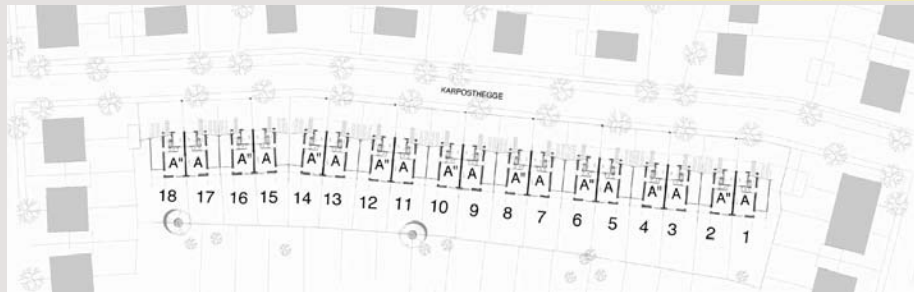 KARPOSTHEGGE
A" A A" A A" A A" A A" A A" A A" A A" A A" A
18 17 16 15 14 13 12 11 10 9 8 7 6 5 4 3 2 1